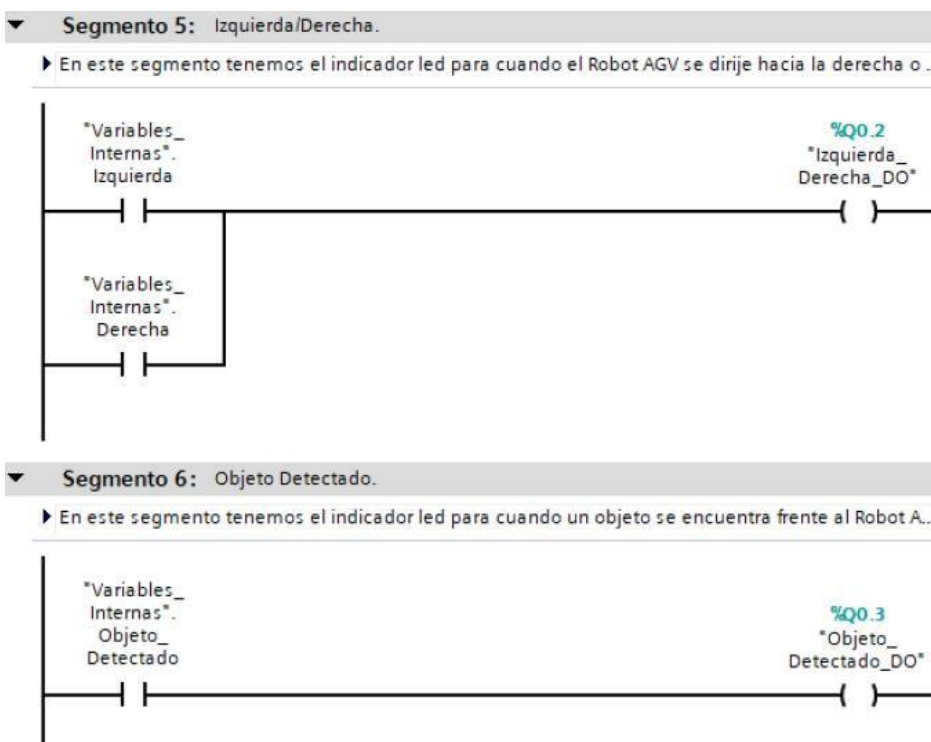 Segmento 5: Izquierda/Derecha.
En este segmento tenemos el indicador led para cuando el Robot AGV se dirije hacia la derecha o ..
"Variables_
Internas".
Izquierda
%Q0.2
"Izquierda_
Derecha_DO"
"Variables_
Internas".
Derecha
Segmento 6: Objeto Detectado.
En este segmento tenemos el indicador led para cuando un objeto se encuentra frente al Robot A...
"Variables_
Internas".
Objeto_
Detectado
%Q0.3
"Objeto_
Detectado_DO"